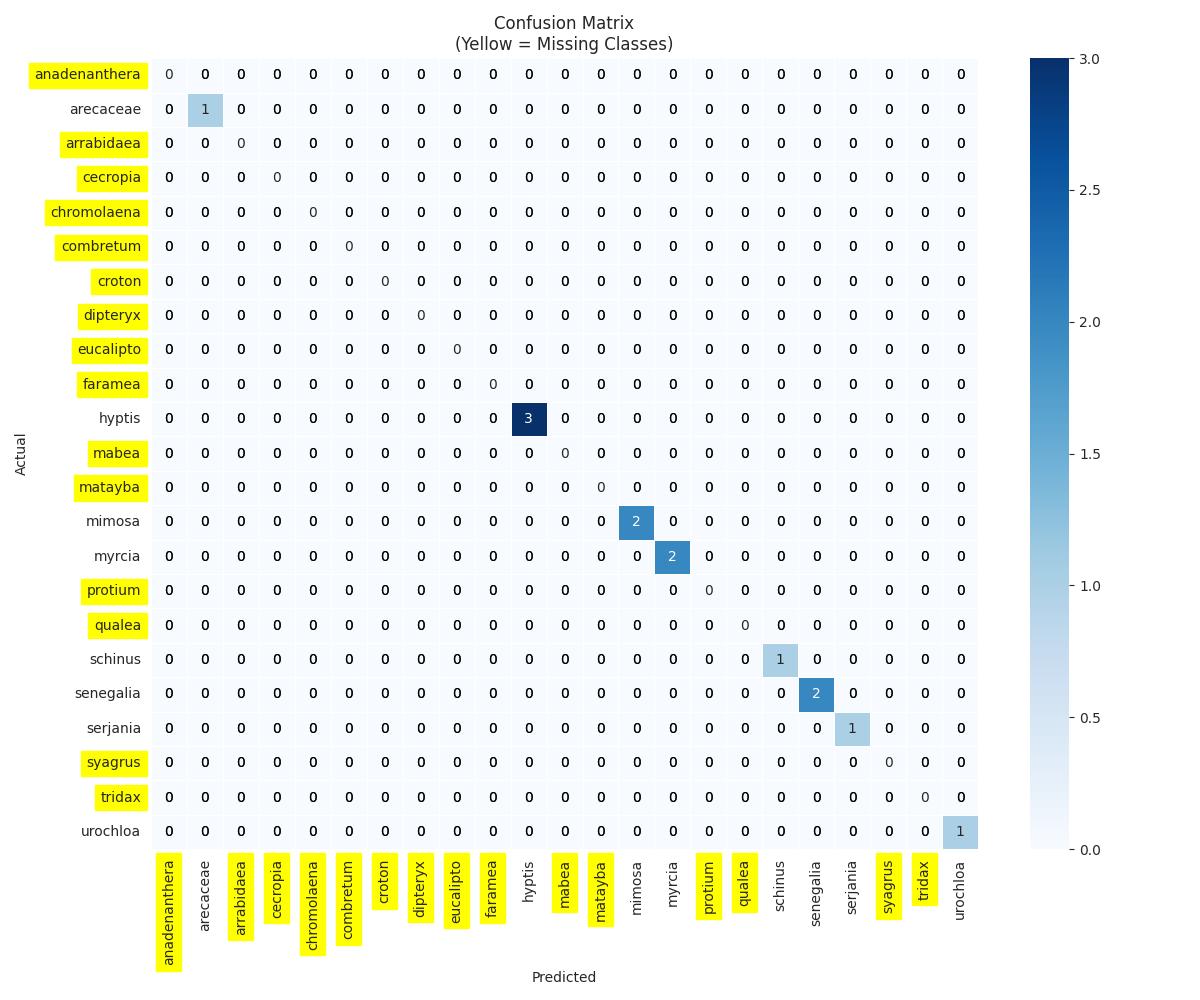 Confusion Matrix
(Yellow = Missing Classes)
anadenanthera 0 0 0 0 0 0 0 0 0 0 0 0 0 0 0 0 0 0 0 0 0 0 0
arecaceae 0 1 0 0 0 0 0 0 0 0 0 0 0 0 0 0 0 0 0 0 0 0 0
arrabidaea 0 0 0 0 0 0 0 0 0 0 0 0 0 0 0 0 0 0 0 0 0 0 0
cecropia 0 0 0 0 0 0 0 0 0 0 0 0 0 0 0 0 0 0 0 0 0 0 0
chromolaena 0 0 0 0 0 0 0 0 0 0 0 0 0 0 0 0 0 0 0 0 0 0 0
combretum 0 0 0 0 0 0 0 0 0 0 0 0 0 0 0 0 0 0 0 0 0 0 0
croton 0 0 0 0 0 0 0 0 0 0 0 0 0 0 0 0 0 0 0 0 0 0 0
dipteryx 0 0 0 0 0 0 0 0 0 0 0 0 0 0 0 0 0 0 0 0 0 0 0
eucalipto 0 0 0 0 0 0 0 0 0 0 0 0 0 0 0 0 0 0 0 0 0 0 0
faramea 0 0 0 0 0 0 0 0 0 0 0 0 0 0 0 0 0 0 0 0 0 0 0
hyptis 0 0 0 0 0 0 0 0 0 0 3 0 0 0 0 0 0 0 0 0 0 0 0
mabea 0 0 0 0 0 0 0 0 0 0 0 0 0 0 0 0 0 0 0 0 0 0 0
matayba 0 0 0 0 0 0 0 0 0 0 0 0 0 0 0 0 0 0 0 0 0 0 0
mimosa 0 0 0 0 0 0 0 0 0 0 0 0 0 2 0 0 0 0 0 0 0 0 0
myrcia 0 0 0 0 0 0 0 0 0 0 0 0 0 0 2 0 0 0 0 0 0 0 0
protium 0 0 0 0 0 0 0 0 0 0 0 0 0 0 0 0 0 0 0 0 0 0 0
qualea 0 0 0 0 0 0 0 0 0 0 0 0 0 0 0 0 0 0 0 0 0 0 0
schinus 0 0 0 0 0 0 0 0 0 0 0 0 0 0 0 0 0 1 0 0 0 0 0
senegalia 0 0 0 0 0 0 0 0 0 0 0 0 0 0 0 0 0 0 2 0 0 0 0
serjania 0 0 0 0 0 0 0 0 0 0 0 0 0 0 0 0 0 0 0 1 0 0 0
syagrus 0 0 0 0 0 0 0 0 0 0 0 0 0 0 0 0 0 0 0 0 0 0 0
tridax 0 0 0 0 0 0 0 0 0 0 0 0 0 0 0 0 0 0 0 0 0 0 0
urochloa 0 0 0 0 0 0 0 0 0 0 0 0 0 0 0 0 0 0 0 0 0 0 1
Actual
anadenanthera
arecaceae
arrabidaea
cecropia
chromolaena
combretum
croton
dipteryx
eucalipto
faramea
hyptis
mabea
matayba
mimosa
myrcia
protium
qualea
schinus
senegalia
serjania
syagrus
tridax
urochloa
Predicted
3.0
2.5
2.0
1.5
1.0
0.5
0.0